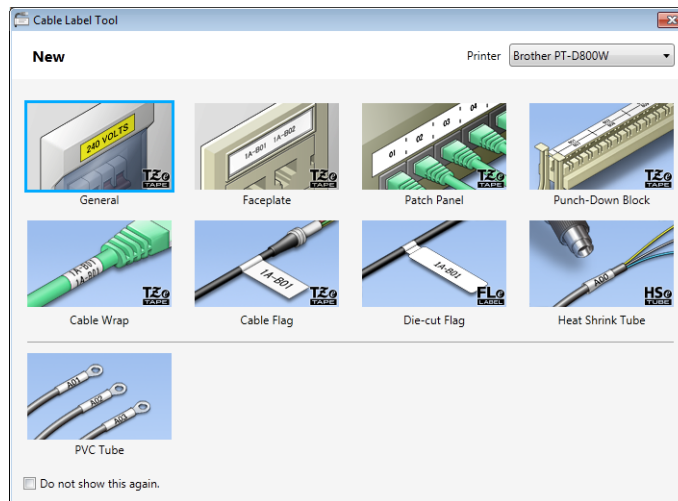 Cable Label Tool
New
Printer Brother PT-D800W
240 VOLTS
TZe TAPE
General
1A-B01 1A-B02
TZe TAPE
Faceplate
01 02 03 04
TZe TAPE
Patch Panel
TZe TAPE
Punch-Down Block
1A-B01
1A-B01
TZe TAPE
Cable Wrap
1A-B01
TZe TAPE
Cable Flag
1A-B01
FLe LABEL
Die-cut Flag
A00
HSe TUBE
Heat Shrink Tube
A01
A02
A03
PVC Tube
Do not show this again.